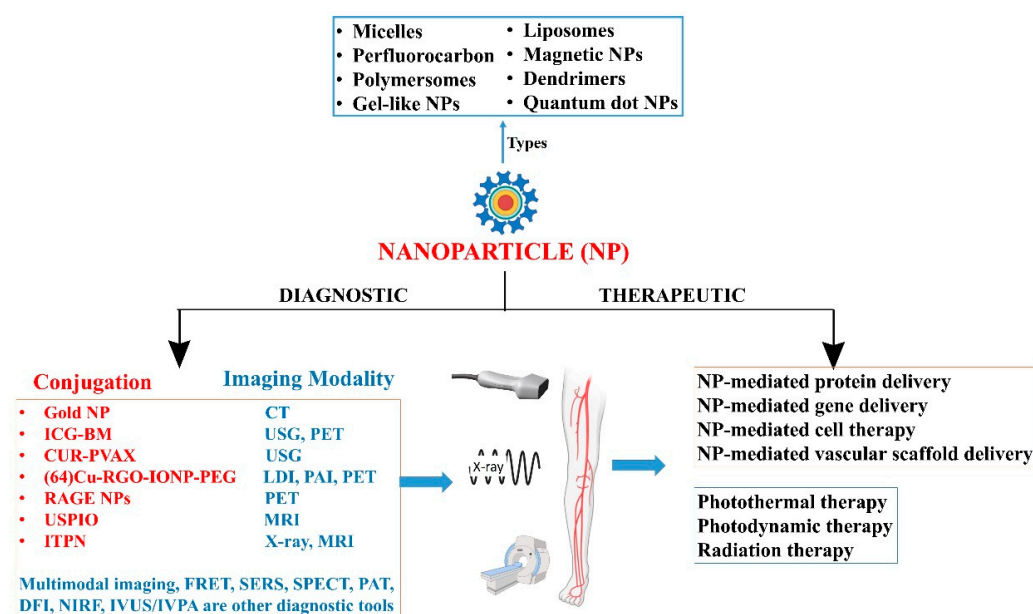 • Micelles
• Perfluorocarbon
• Polymersomes
• Gel-like NPs
• Liposomes
• Magnetic NPs
• Dendrimers
• Quantum dot NPs
Types
NANOPARTICLE (NP)
DIAGNOSTIC
THERAPEUTIC
Conjugation Imaging Modality
• Gold NP CT
• ICG-BM USG, PET
• CUR-PVAX USG
• (64)Cu-RGO-IONP-PEG LDI, PAI, PET
• RAGE NPs PET
• USPIO MRI
• ITPN X-ray, MRI
Multimodal imaging, FRET, SERS, SPECT, PAT,
DFI, NIRF, IVUS/IVPA are other diagnostic tools
X-ray
NP-mediated protein delivery
NP-mediated gene delivery
NP-mediated cell therapy
NP-mediated vascular scaffold delivery
Photothermal therapy
Photodynamic therapy
Radiation therapy